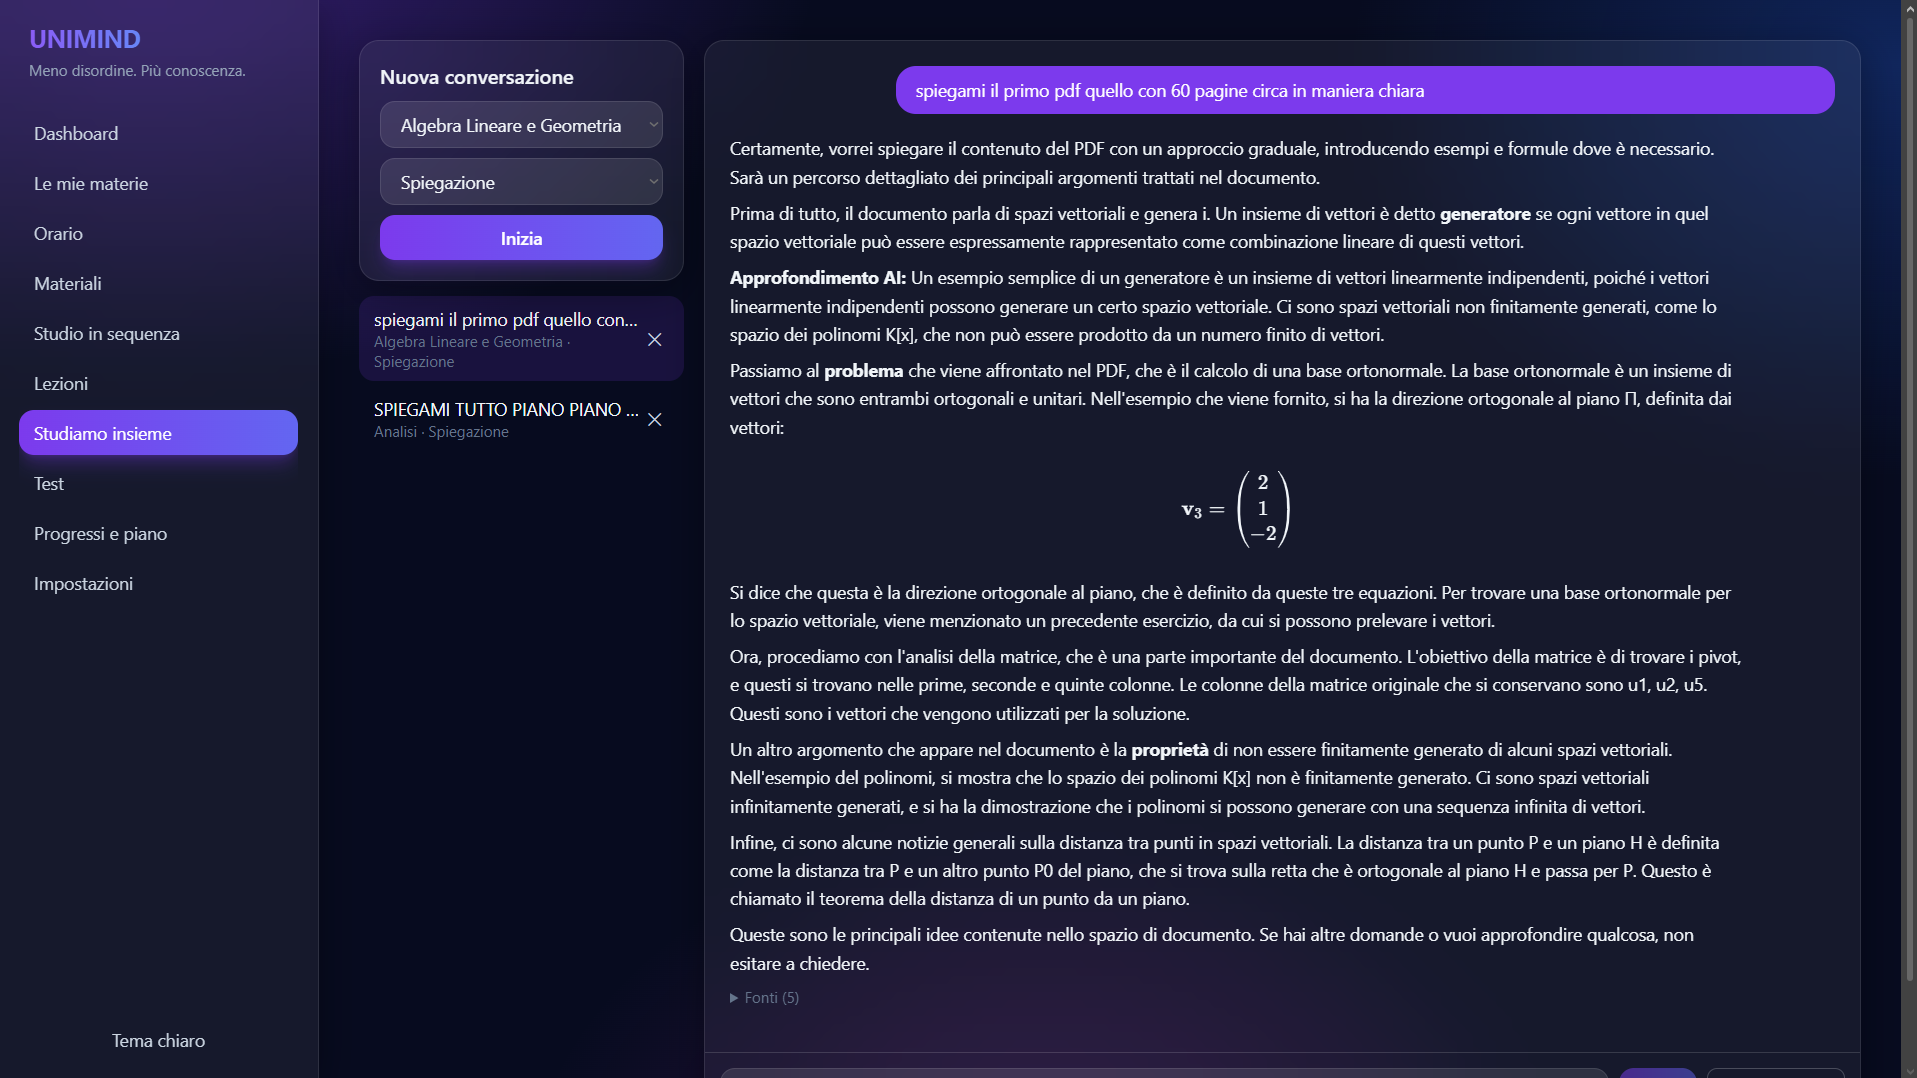 UNIMIND
Meno disordine. Più conoscenza.
Dashboard
Le mie materie
Orario
Materiali
Studio in sequenza
Lezioni
Studiamo insieme
Test
Progressi e piano
Impostazioni
Tema chiaro
Nuova conversazione
Algebra Lineare e Geometria
Spiegazione
Inizia
spiegami il primo pdf quello con...
Algebra Lineare e Geometria ·
Spiegazione
SPIEGAMI TUTTO PIANO PIANO ...
Analisi · Spiegazione
spiegami il primo pdf quello con 60 pagine circa in maniera chiara
Certamente, vorrei spiegare il contenuto del PDF con un approccio graduale, introducendo esempi e formule dove è necessario.
Sarà un percorso dettagliato dei principali argomenti trattati nel documento.
Prima di tutto, il documento parla di spazi vettoriali e genera i. Un insieme di vettori è detto generatore se ogni vettore in quel
spazio vettoriale può essere espressamente rappresentato come combinazione lineare di questi vettori.
Approfondimento AI: Un esempio semplice di un generatore è un insieme di vettori linearmente indipendenti, poiché i vettori
linearmente indipendenti possono generare un certo spazio vettoriale. Ci sono spazi vettoriali non finitamente generati, come lo
spazio dei polinomi K[x], che non può essere prodotto da un numero finito di vettori.
Passiamo al problema che viene affrontato nel PDF, che è il calcolo di una base ortonormale. La base ortonormale è un insieme di
vettori che sono entrambi ortogonali e unitari. Nell'esempio che viene fornito, si ha la direzione ortogonale al piano Π, definita dai
vettori:
v₃ = (2
1
−2)
Si dice che questa è la direzione ortogonale al piano, che è definito da queste tre equazioni. Per trovare una base ortonormale per
lo spazio vettoriale, viene menzionato un precedente esercizio, da cui si possono prelevare i vettori.
Ora, procediamo con l'analisi della matrice, che è una parte importante del documento. L'obiettivo della matrice è di trovare i pivot,
e questi si trovano nelle prime, seconde e quinte colonne. Le colonne della matrice originale che si conservano sono u1, u2, u5.
Questi sono i vettori che vengono utilizzati per la soluzione.
Un altro argomento che appare nel documento è la proprietà di non essere finitamente generato di alcuni spazi vettoriali.
Nell'esempio del polinomi, si mostra che lo spazio dei polinomi K[x] non è finitamente generato. Ci sono spazi vettoriali
infinitamente generati, e si ha la dimostrazione che i polinomi si possono generare con una sequenza infinita di vettori.
Infine, ci sono alcune notizie generali sulla distanza tra punti in spazi vettoriali. La distanza tra un punto P e un piano H è definita
come la distanza tra P e un altro punto P0 del piano, che si trova sulla retta che è ortogonale al piano H e passa per P. Questo è
chiamato il teorema della distanza di un punto da un piano.
Queste sono le principali idee contenute nello spazio di documento. Se hai altre domande o vuoi approfondire qualcosa, non
esitare a chiedere.
Fonti (5)